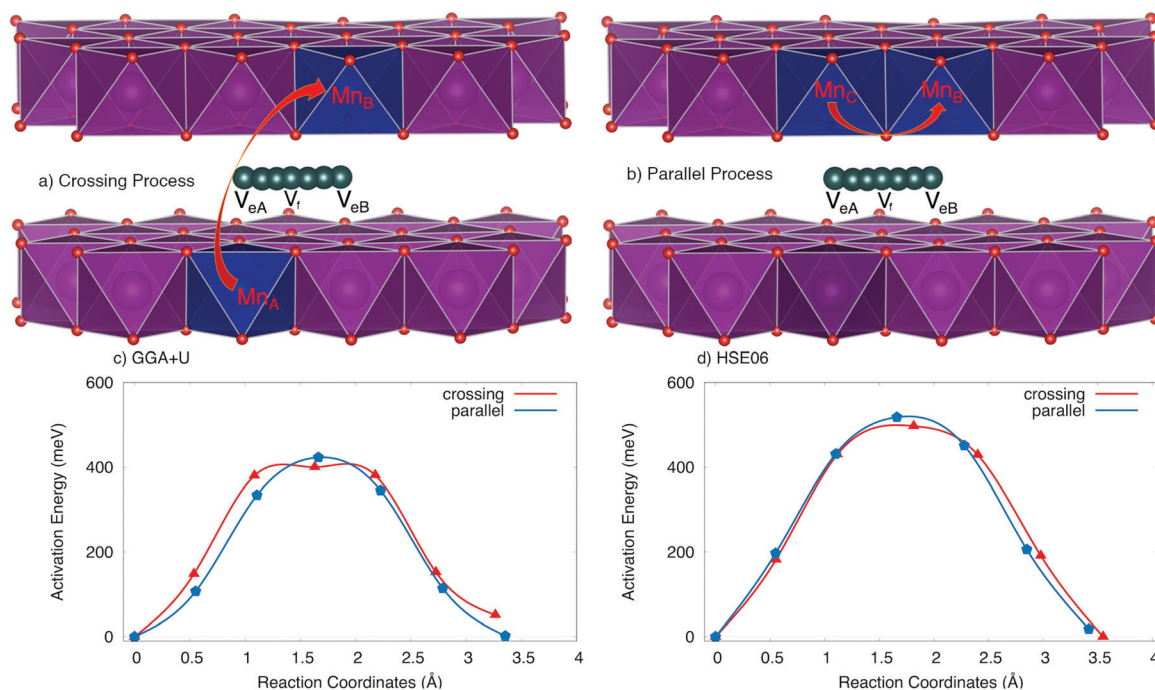 Mn_B
a) Crossing Process
V_eA V_f V_eB
Mn_A
Mn_C Mn_B
b) Parallel Process
V_eA V_f V_eB
c) GGA+U
600
400
200
0
Activation Energy (meV)
crossing
parallel
0 0.5 1 1.5 2 2.5 3 3.5 4
Reaction Coordinates (Å)
d) HSE06
600
400
200
0
Activation Energy (meV)
crossing
parallel
0 0.5 1 1.5 2 2.5 3 3.5 4
Reaction Coordinates (Å)